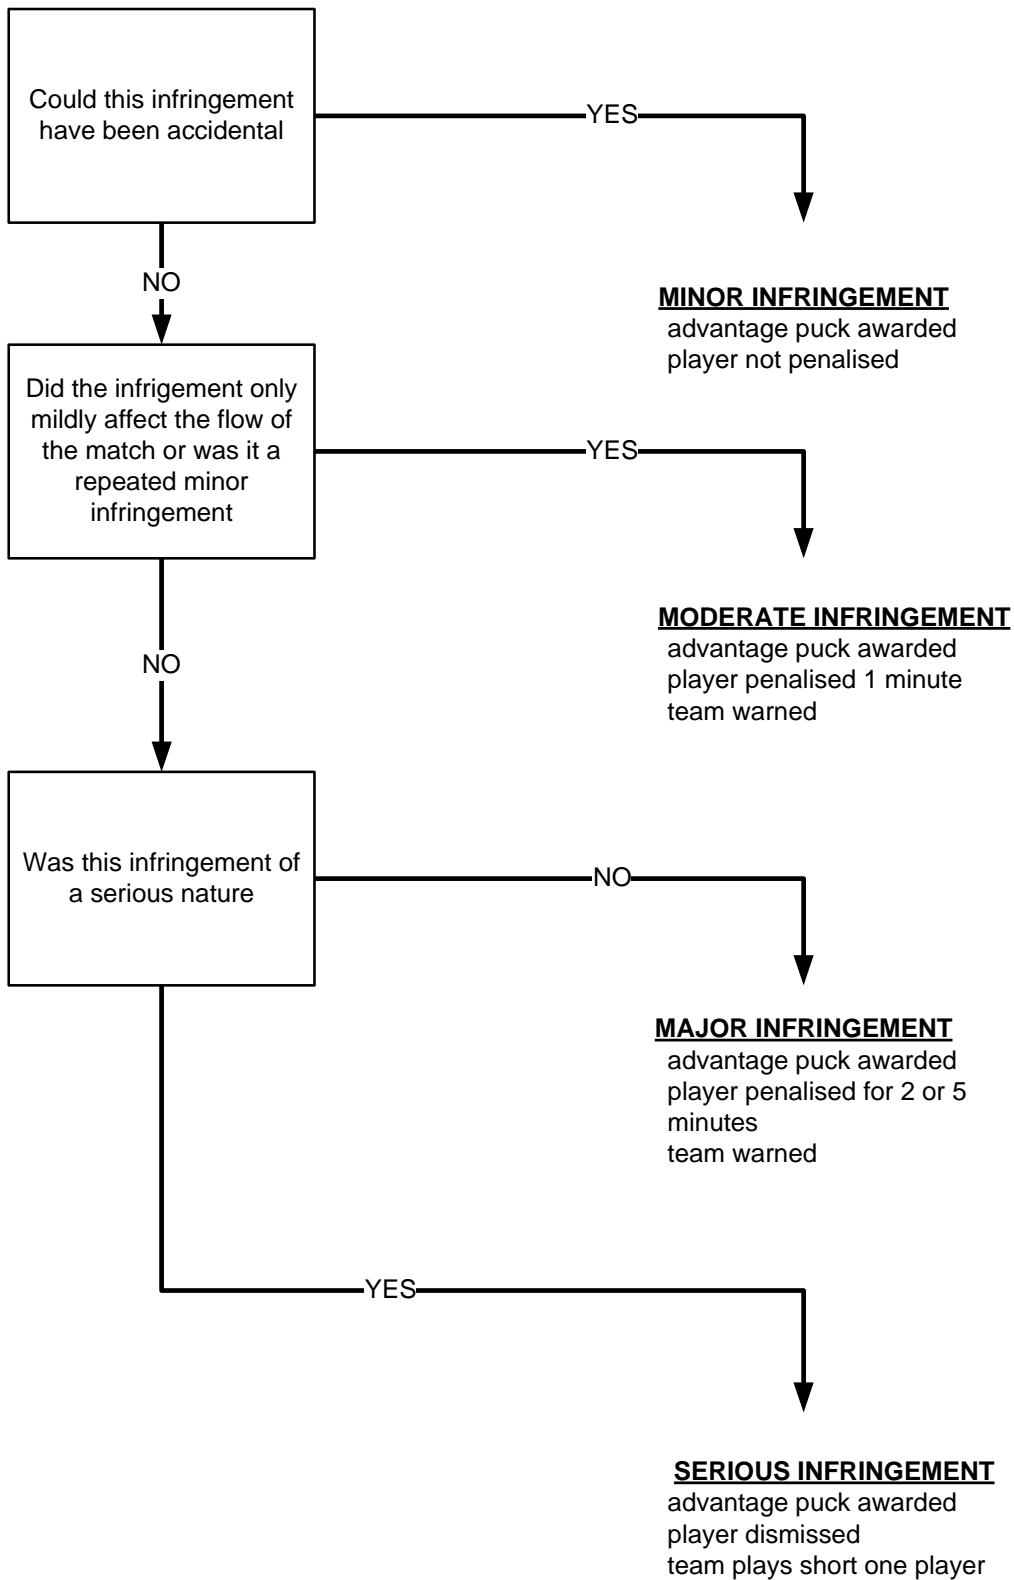 Could this infringement
have been accidental
YES
NO
MINOR INFRINGEMENT
advantage puck awarded
player not penalised
Did the infrigement only
mildly affect the flow of
the match or was it a
repeated minor
infringement
YES
NO
MODERATE INFRINGEMENT
advantage puck awarded
player penalised 1 minute
team warned
Was this infringement of
a serious nature
NO
MAJOR INFRINGEMENT
advantage puck awarded
player penalised for 2 or 5
minutes
team warned
YES
SERIOUS INFRINGEMENT
advantage puck awarded
player dismissed
team plays short one player